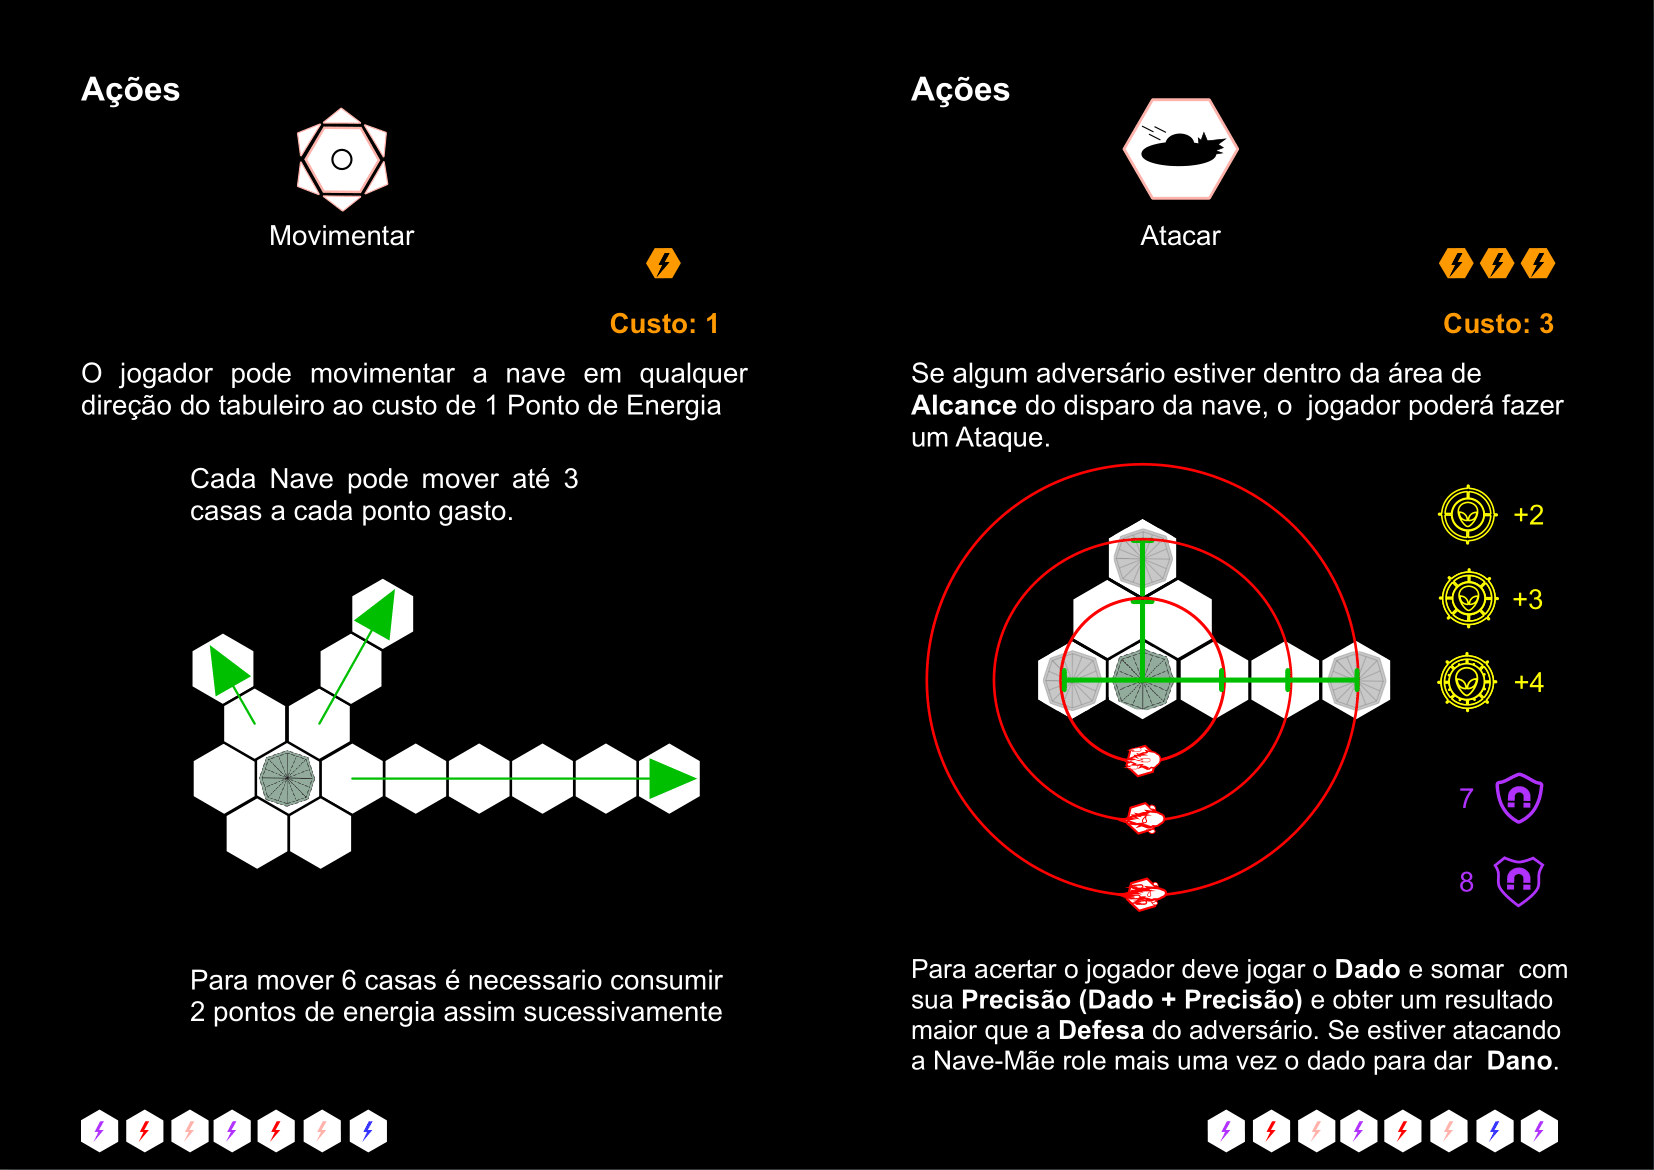 Ações
Movimentar
Custo: 1
O jogador pode movimentar a nave em qualquer
direção do tabuleiro ao custo de 1 Ponto de Energia
Cada Nave pode mover até 3
casas a cada ponto gasto.
Para mover 6 casas é necessario consumir
2 pontos de energia assim sucessivamente
Ações
Atacar
Custo: 3
Se algum adversário estiver dentro da área de
Alcance do disparo da nave, o jogador poderá fazer
um Ataque.
+2
+3
+4
7
8
Para acertar o jogador deve jogar o Dado e somar com
sua Precisão (Dado + Precisão) e obter um resultado
maior que a Defesa do adversário. Se estiver atacando
a Nave-Mãe role mais uma vez o dado para dar Dano.